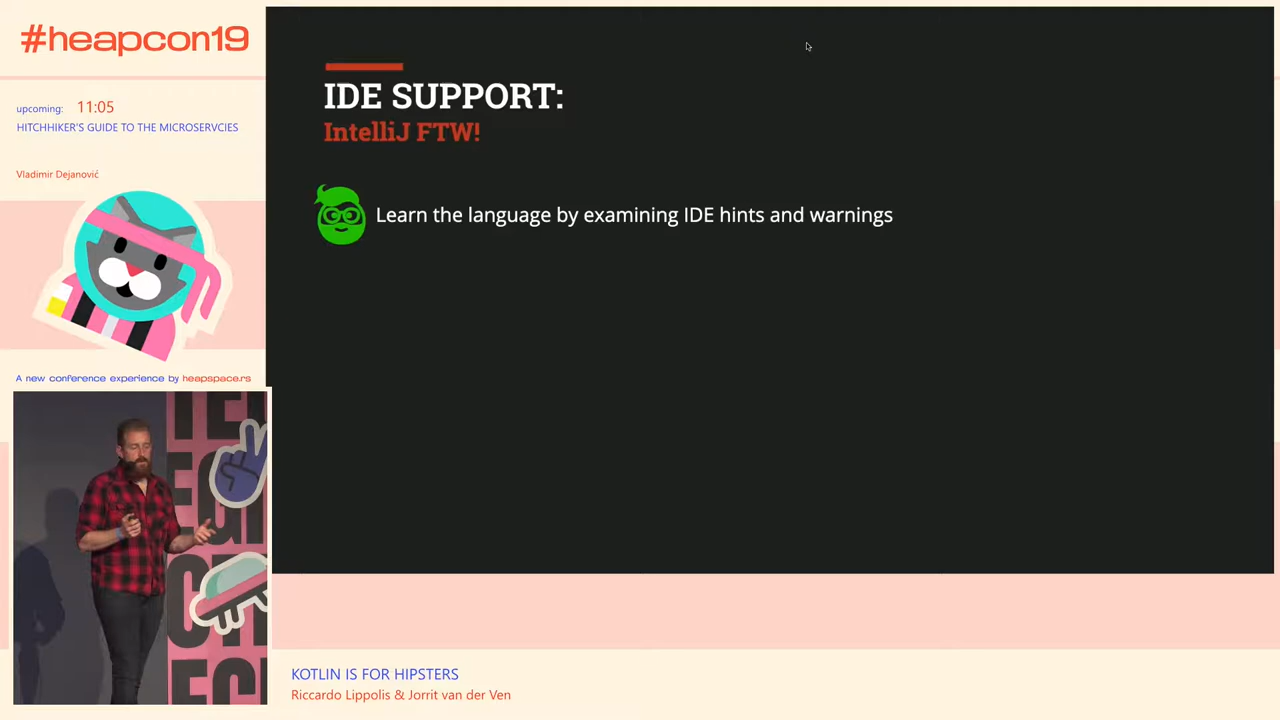 #heapcon19
upcoming: 11:05
HITCHHIKER'S GUIDE TO THE MICROSERVCIES
Vladimir Dejanović
A new conference experience by heapspace.rs
IDE SUPPORT:
IntelliJ FTW!
Learn the language by examining IDE hints and warnings
KOTLIN IS FOR HIPSTERS
Riccardo Lippolis & Jorrit van der Ven